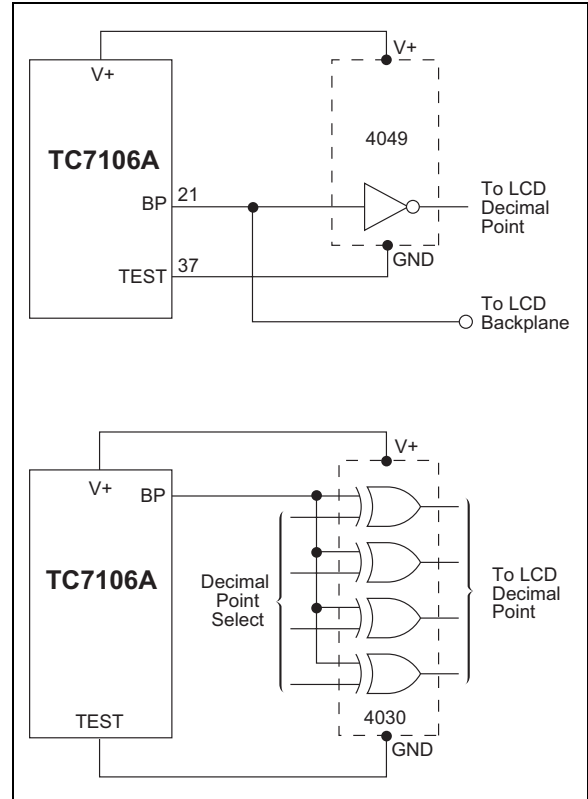 V+
V+
TC7106A
4049
BP
21
To LCD
Decimal
Point
TEST
37
GND
To LCD
Backplane
V+
V+
BP
TC7106A
Decimal
Point
Select
To LCD
Decimal
Point
4030
TEST
GND